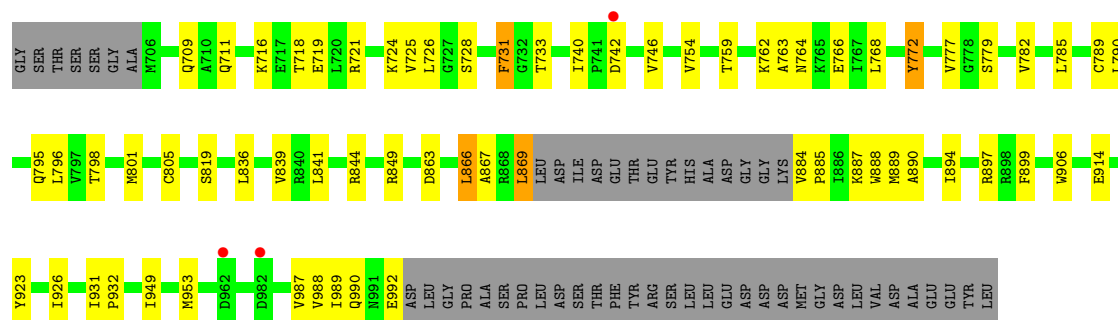 GLY SER THR SER SER GLY ALA M706 Q709 A710 Q711 K716 E717 T718 E719 L720 R721 K724 V725 L726 G727 S728 F731 G732 T733 I740 P741 D742 V746 V754 T759 K762 A763 N764 K765 E766 I767 L768 Y772 V777 G778 S779 V782 L785 C789
Q795 L796 V797 T798 M801 C805 S819 L836 V839 R840 L841 R844 R849 D863 L866 A867 R868 L869 LEU ASP ILE ASP GLU THR GLU TYR HIS ALA ASP GLY GLY LYS V884 P885 I886 K887 W888 M889 A890 I894 R897 R898 F899 W906 E914
Y923 I926 I931 P932 I949 M953 D962 D982 V987 V988 I989 Q990 N991 E992 ASP LEU GLY PRO ALA SER PRO LEU ASP SER THR PHE TYR ARG SER LEU LEU GLU ASP ASP ASP MET GLY ASP LEU VAL ASP ALA GLU GLU TYR LEU